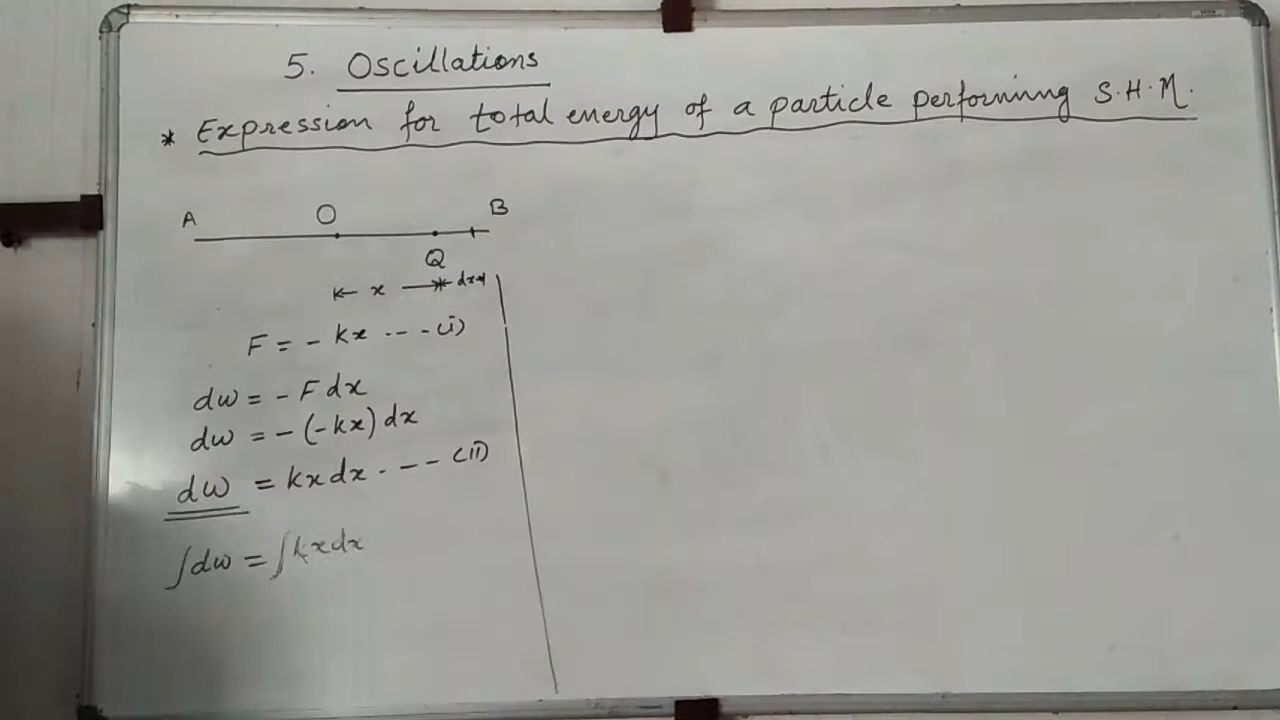 5. Oscillations
* Expression for total energy of a particle performing S.H.M.
A O B
Q
x dx
F = - kx --- (i)
dw = - F dx
dw = - (-kx) dx
dw = kx dx --- (ii)
∫dw = ∫kx dx